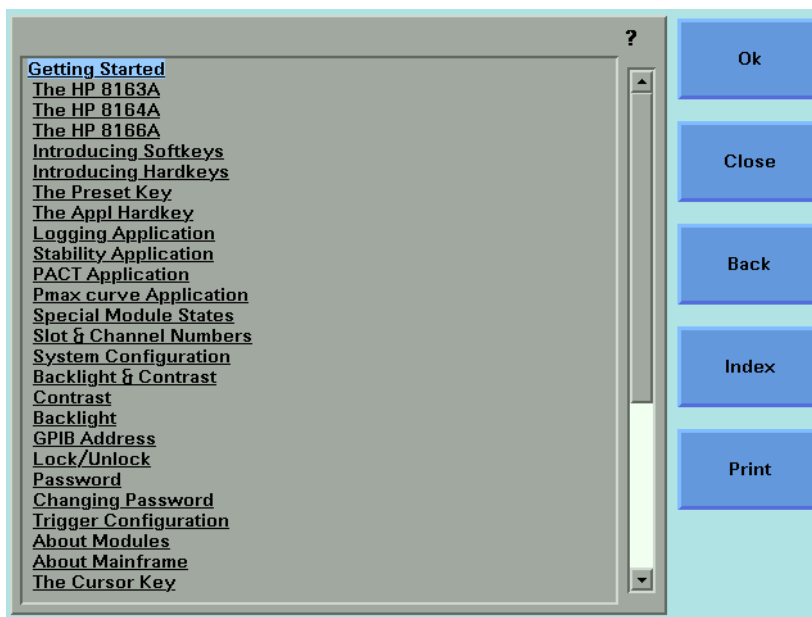 ?
Getting Started
The HP 8163A
The HP 8164A
The HP 8166A
Introducing Softkeys
Introducing Hardkeys
The Preset Key
The Appl Hardkey
Logging Application
Stability Application
PACT Application
Pmax curve Application
Special Module States
Slot & Channel Numbers
System Configuration
Backlight & Contrast
Contrast
Backlight
GPIB Address
Lock/Unlock
Password
Changing Password
Trigger Configuration
About Modules
About Mainframe
The Cursor Key
Ok
Close
Back
Index
Print